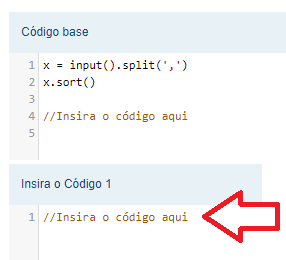 Código base
1 x = input().split(',')
2 x.sort()
3
4 //Insira o código aqui
5
Insira o Código 1
1 //Insira o código aqui